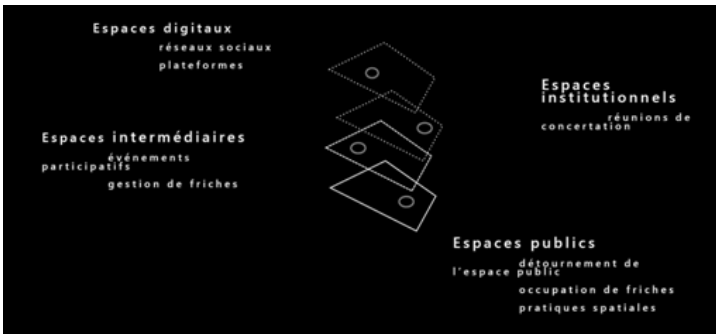 Espaces digitaux
réseaux sociaux
plateformes
Espaces
institutionnels
réunions de
concertation
Espaces intermédiaires
événements
participatifs
gestion de friches
Espaces publics
détournement de
l'espace public
occupation de friches
pratiques spatiales